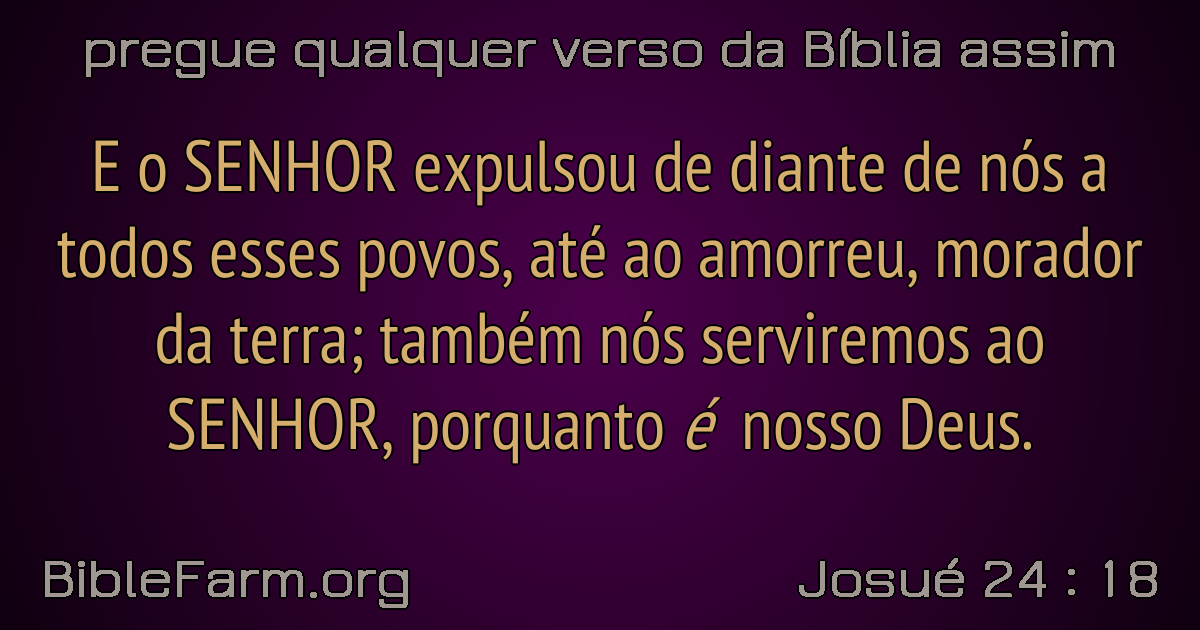 pregue qualquer verso da Bíblia assim
E o SENHOR expulsou de diante de nós a
todos esses povos, até ao amorreu, morador
da terra; também nós serviremos ao
SENHOR, porquanto é nosso Deus.
BibleFarm.org
Josué 24 : 18